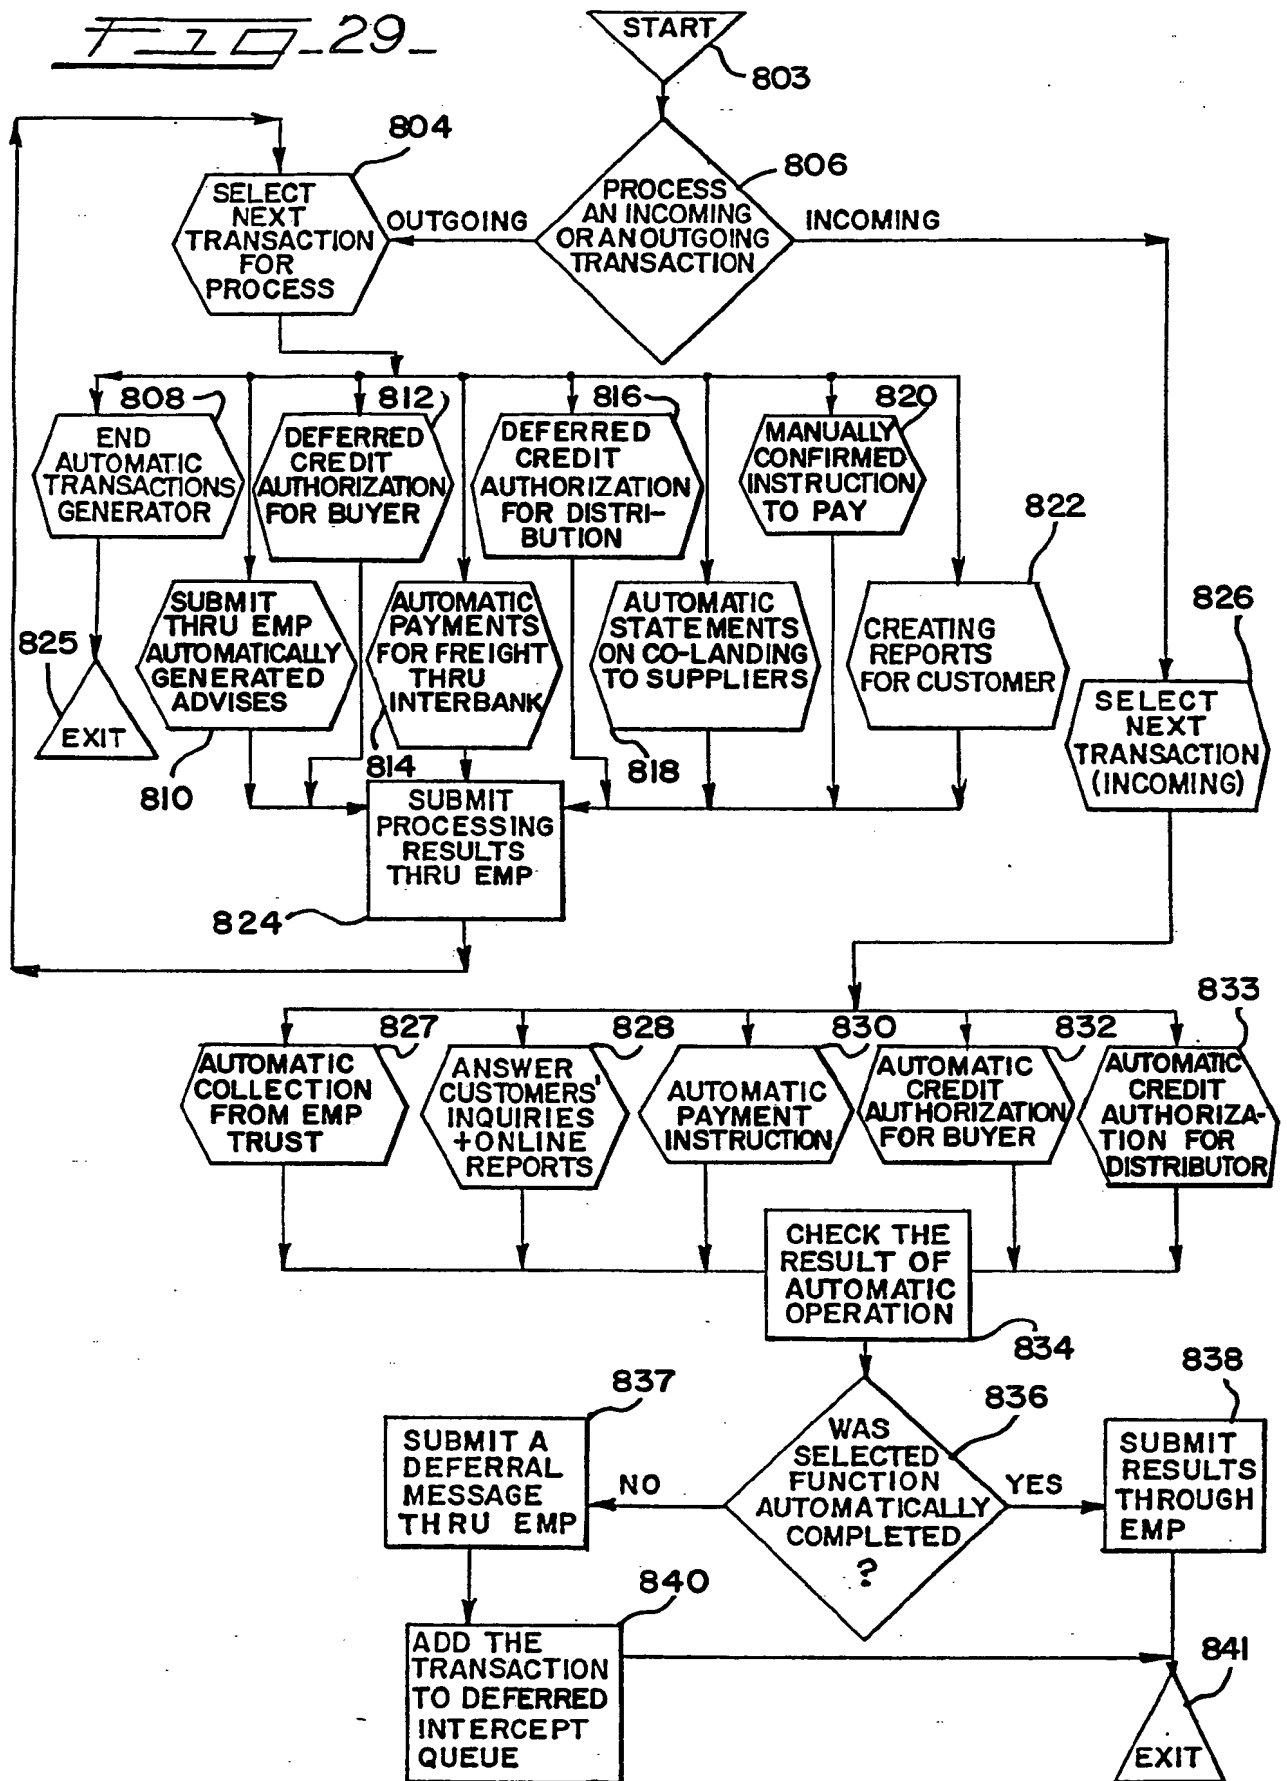 FIG_29_
START
803
804
806
SELECT
NEXT
TRANSACTION
FOR
PROCESS
OUTGOING
PROCESS
AN INCOMING
OR AN OUTGOING
TRANSACTION
INCOMING
808
END
AUTOMATIC
TRANSACTIONS
GENERATOR
812
DEFERRED
CREDIT
AUTHORIZATION
FOR BUYER
816
DEFERRED
CREDIT
AUTHORIZATION
FOR DISTRI-
BUTION
820
MANUALLY
CONFIRMED
INSTRUCTION
TO PAY
822
825
EXIT
SUBMIT
THRU EMP
AUTOMATICALLY
GENERATED
ADVISES
810
AUTOMATIC
PAYMENTS
FOR FREIGHT
THRU
INTERBANK
814
AUTOMATIC
STATEMENTS
ON CO-LANDING
TO SUPPLIERS
818
CREATING
REPORTS
FOR CUSTOMER
826
SELECT
NEXT
TRANSACTION
(INCOMING)
SUBMIT
PROCESSING
RESULTS
THRU EMP
824
827
AUTOMATIC
COLLECTION
FROM EMP
TRUST
828
ANSWER
CUSTOMERS'
INQUIRIES
+ONLINE
REPORTS
830
AUTOMATIC
PAYMENT
INSTRUCTION
832
AUTOMATIC
CREDIT
AUTHORIZATION
FOR BUYER
833
AUTOMATIC
CREDIT
AUTHORIZA-
TION FOR
DISTRIBUTOR
CHECK THE
RESULT OF
AUTOMATIC
OPERATION
834
837
SUBMIT A
DEFERRAL
MESSAGE
THRU EMP
NO
836
WAS
SELECTED
FUNCTION
AUTOMATICALLY
COMPLETED
?
YES
838
SUBMIT
RESULTS
THROUGH
EMP
840
ADD THE
TRANSACTION
TO DEFERRED
INTERCEPT
QUEUE
841
EXIT